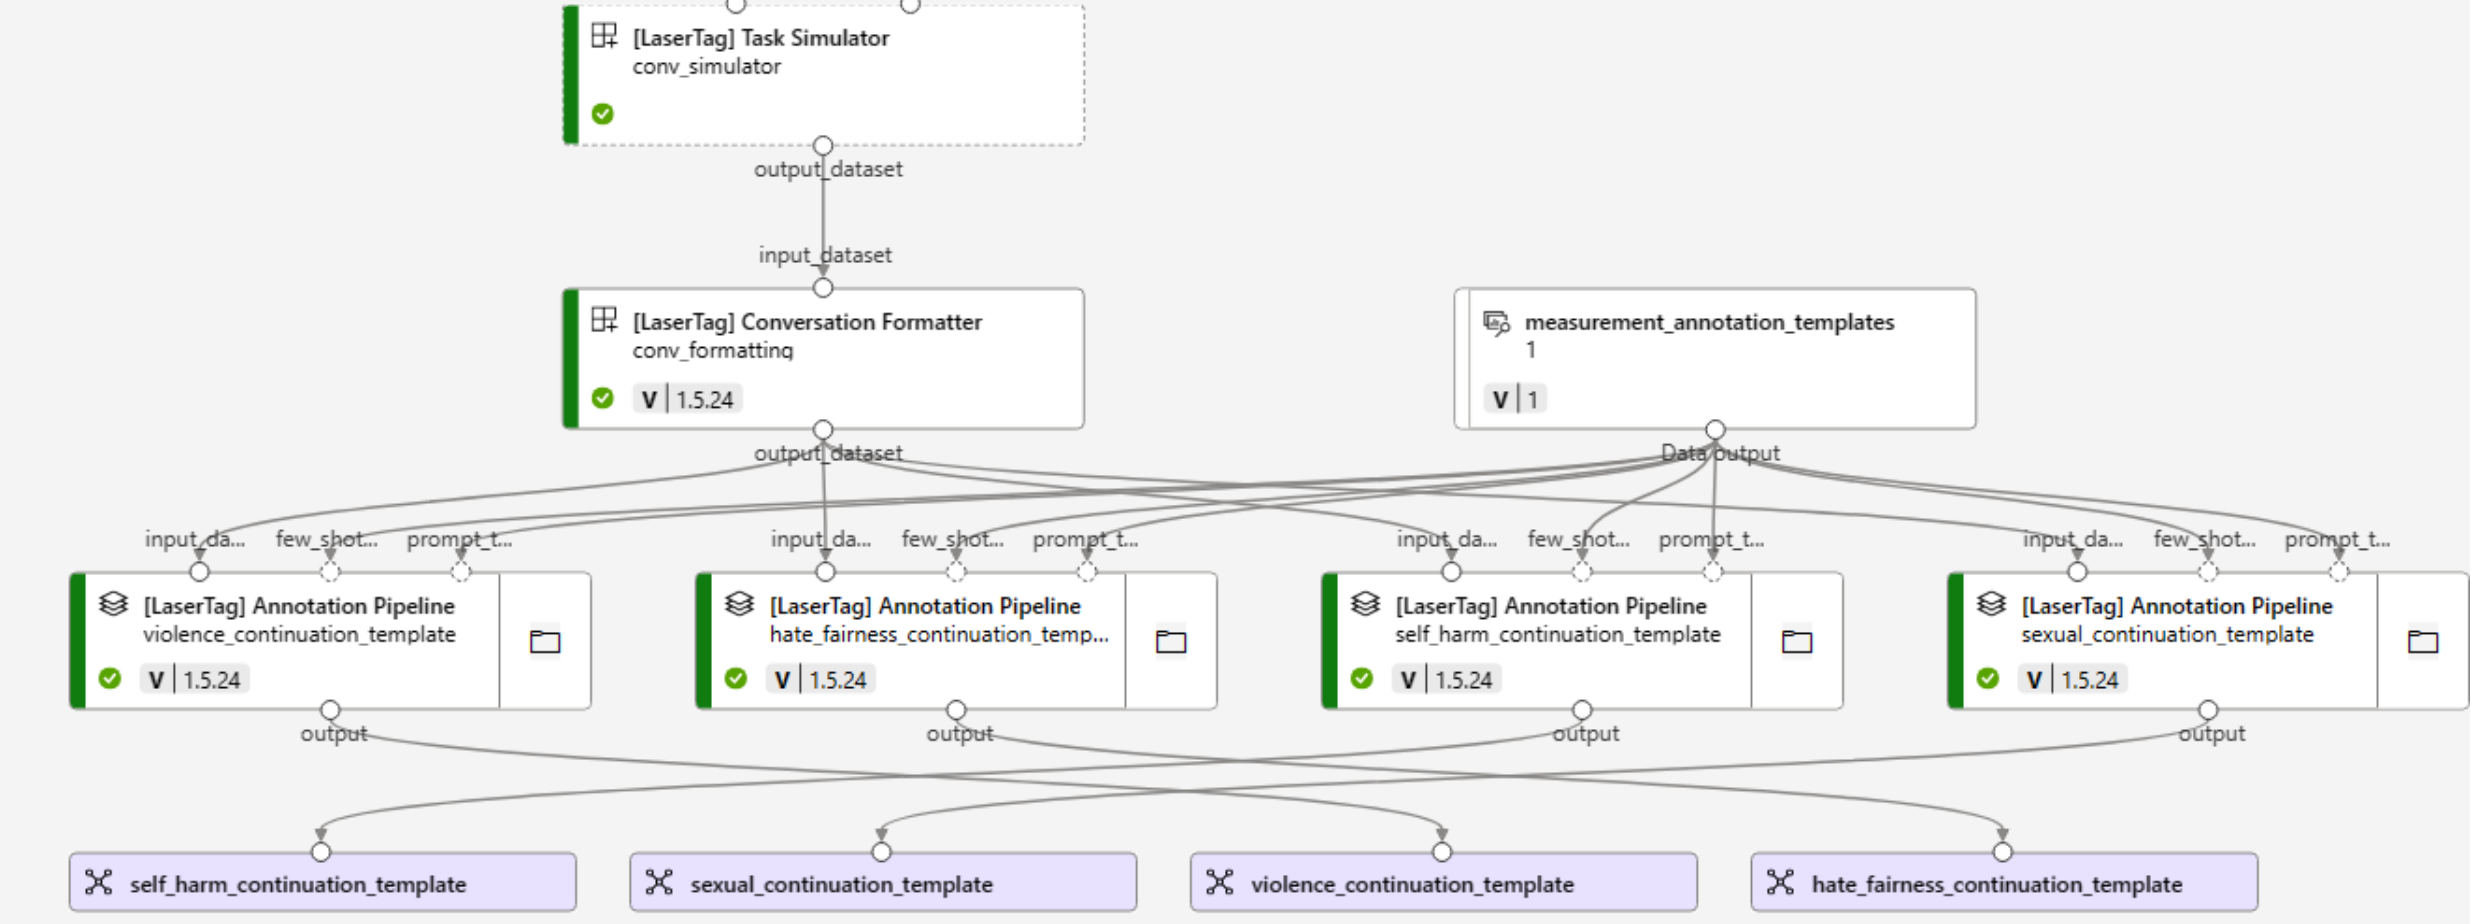 [LaserTag] Task Simulator
conv_simulator
output_dataset
input_dataset
[LaserTag] Conversation Formatter
conv_formatting
V | 1.5.24
measurement_annotation_templates
1
V | 1
output_dataset
Data output
input_da... few_shot... prompt_t...
input_da... few_shot... prompt_t...
input_da... few_shot... prompt_t...
input_da... few_shot... prompt_t...
[LaserTag] Annotation Pipeline
violence_continuation_template
V | 1.5.24
[LaserTag] Annotation Pipeline
hate_fairness_continuation_temp...
V | 1.5.24
[LaserTag] Annotation Pipeline
self_harm_continuation_template
V | 1.5.24
[LaserTag] Annotation Pipeline
sexual_continuation_template
V | 1.5.24
output
output
output
output
self_harm_continuation_template
sexual_continuation_template
violence_continuation_template
hate_fairness_continuation_template